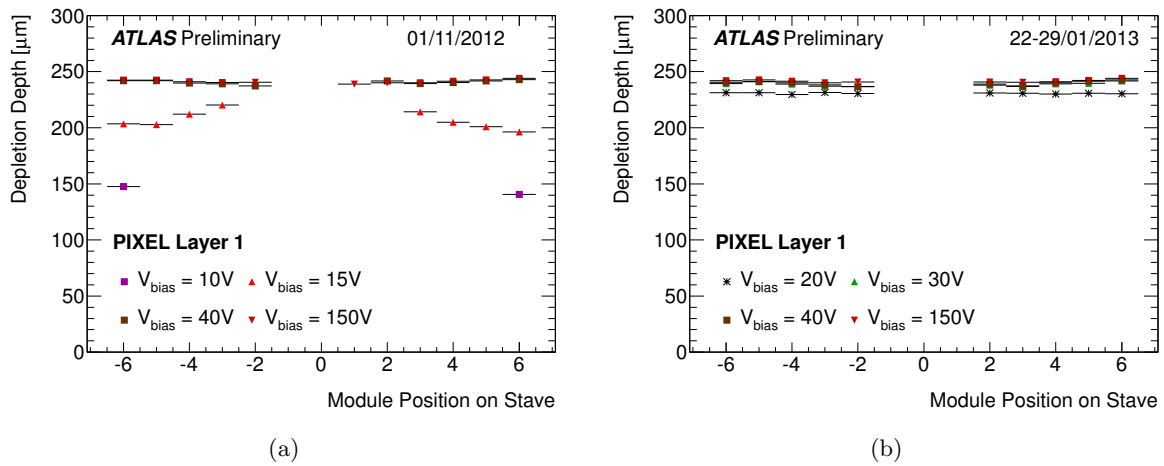 Depletion Depth [μm]
300
250
200
150
100
50
0
ATLAS Preliminary 01/11/2012
PIXEL Layer 1
V_bias = 10V V_bias = 15V
V_bias = 40V V_bias = 150V
-6 -4 -2 0 2 4 6
Module Position on Stave
(a)
Depletion Depth [μm]
300
250
200
150
100
50
0
ATLAS Preliminary 22-29/01/2013
PIXEL Layer 1
V_bias = 20V V_bias = 30V
V_bias = 40V V_bias = 150V
-6 -4 -2 0 2 4 6
Module Position on Stave
(b)